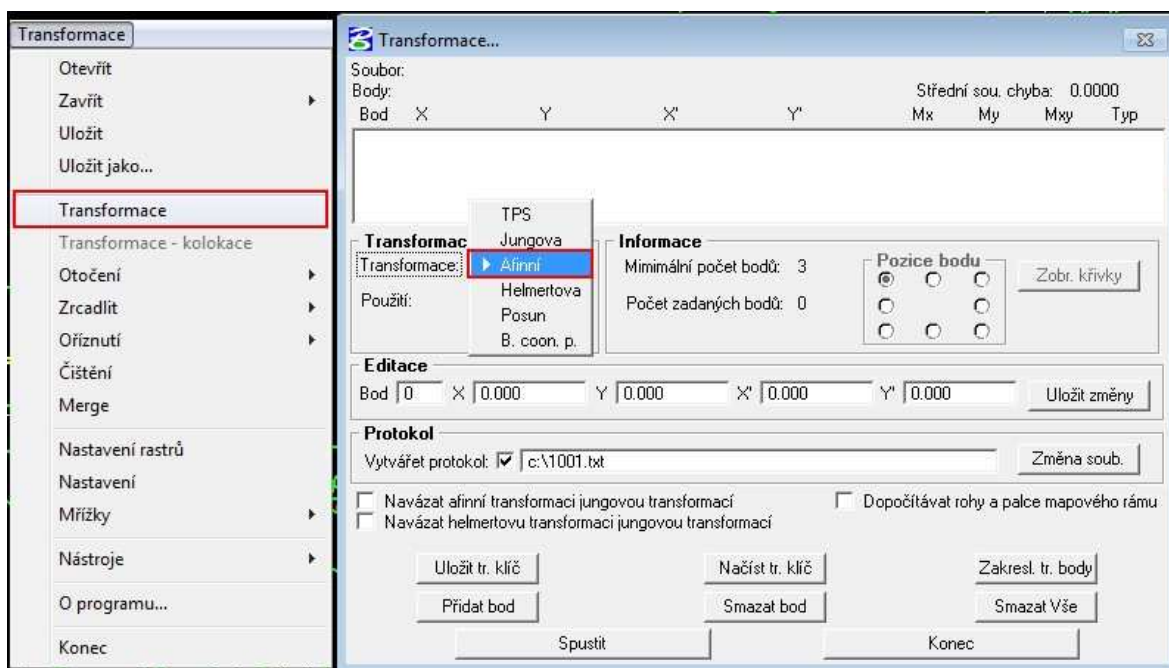 Transformace
Otevřít
Zavřít
Uložit
Uložit jako...
Transformace
Transformace - kolokace
Otočení
Zrcadlit
Oříznutí
Čištění
Merge
Nastavení rastrů
Nastavení
Mřížky
Nástroje
O programu...
Konec
Transformace...
Soubor:
Body: Střední sou. chyba: 0.0000
Bod X Y X' Y' Mx My Mxy Typ
TPS
Jungova
Afinní
Helmertova
Posun
B. coon. p.
Transformac
Transformace:
Použití:
Informace
Mimimální počet bodů: 3
Počet zadaných bodů: 0
Pozice bodu
Zobr. křivky
Editace
Bod 0 X 0.000 Y 0.000 X' 0.000 Y' 0.000 Uložit změny
Protokol
Vytvářet protokol: c:\1001.txt Změna soub.
Navázat afinní transformaci jungovou transformací Dopočítávat rohy a palce mapového rámu
Navázat helmertovu transformaci jungovou transformací
Uložit tr. klíč Načíst tr. klíč Zakresl. tr. body
Přidat bod Smazat bod Smazat Vše
Spustit Konec